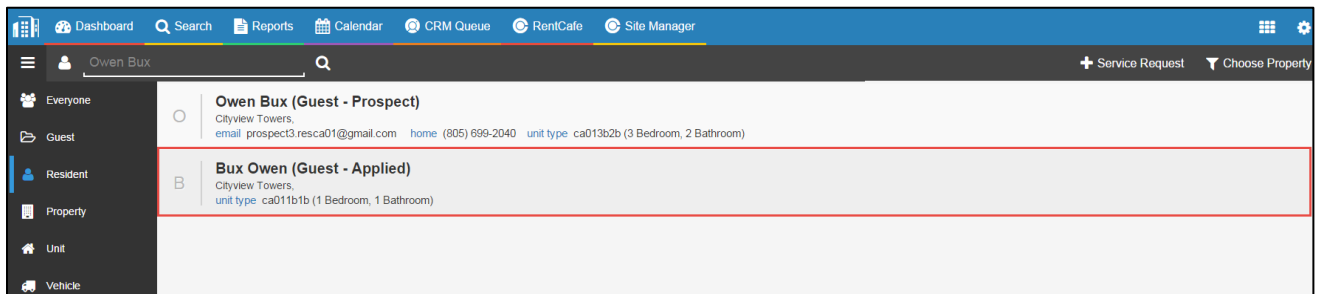 Dashboard Search Reports Calendar CRM Queue RentCafe Site Manager
Owen Bux Service Request Choose Property
Everyone
Guest
Resident
Property
Unit
Vehicle
O
Owen Bux (Guest - Prospect)
Cityview Towers,
email prospect3.resca01@gmail.com home (805) 699-2040 unit type ca013b2b (3 Bedroom, 2 Bathroom)
B
Bux Owen (Guest - Applied)
Cityview Towers,
unit type ca011b1b (1 Bedroom, 1 Bathroom)